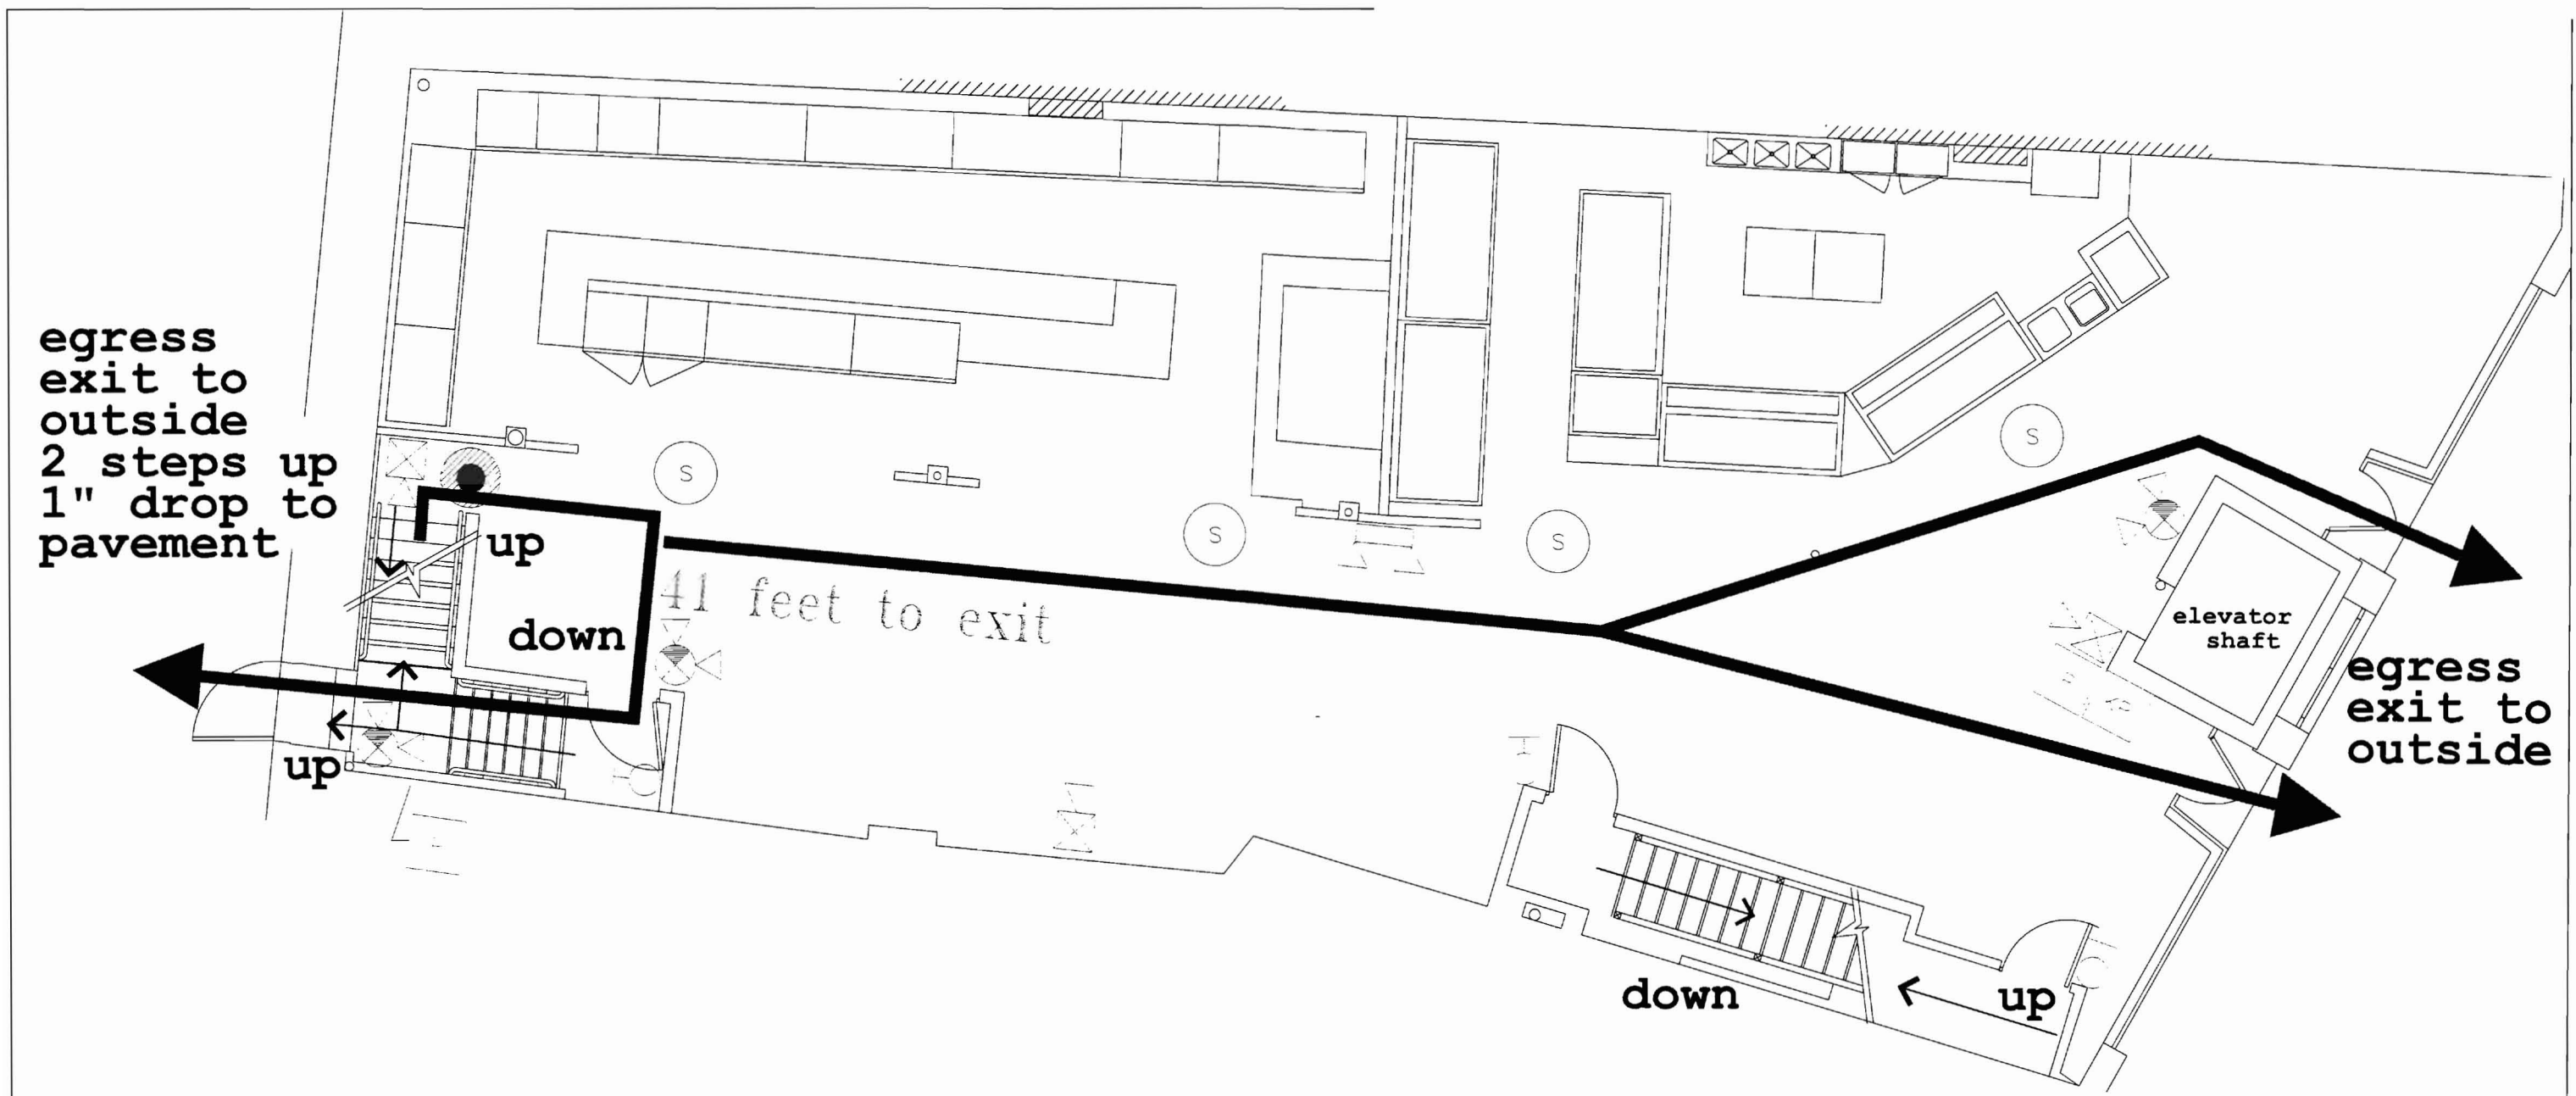 egress
exit to
outside
2 steps up
1" drop to
pavement
up
down
up
41 feet to exit
S
S
S
S
elevator
shaft
egress
exit to
outside
down
up